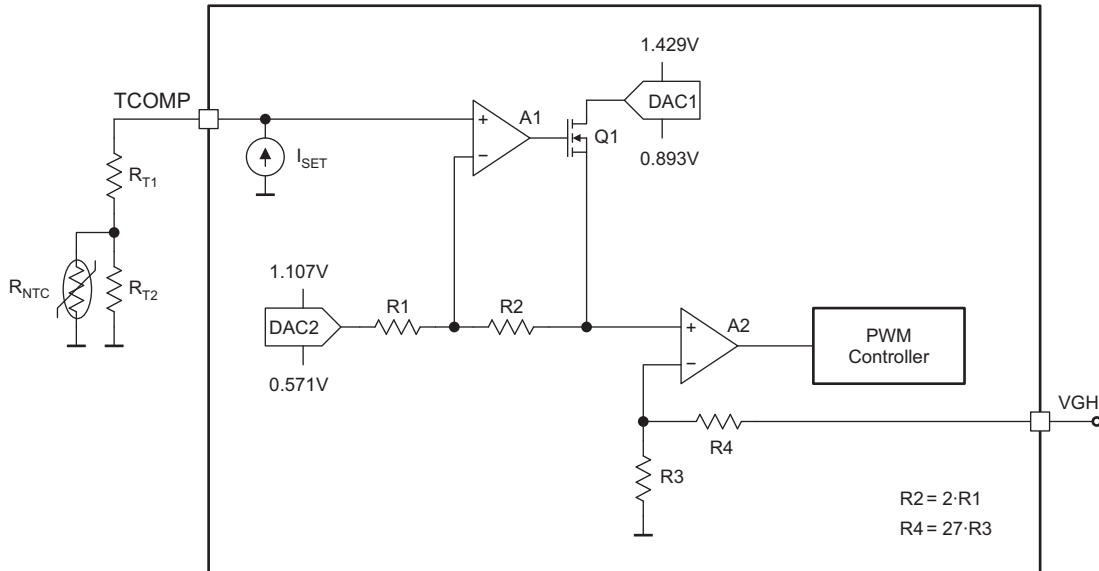 1.429V
TCOMP
A1
DAC1
Q1
I_SET
0.893V
R_T1
R_NTC
R_T2
1.107V
R1
R2
A2
DAC2
PWM
Controller
0.571V
VGH
R4
R3
R2 = 2·R1
R4 = 27·R3